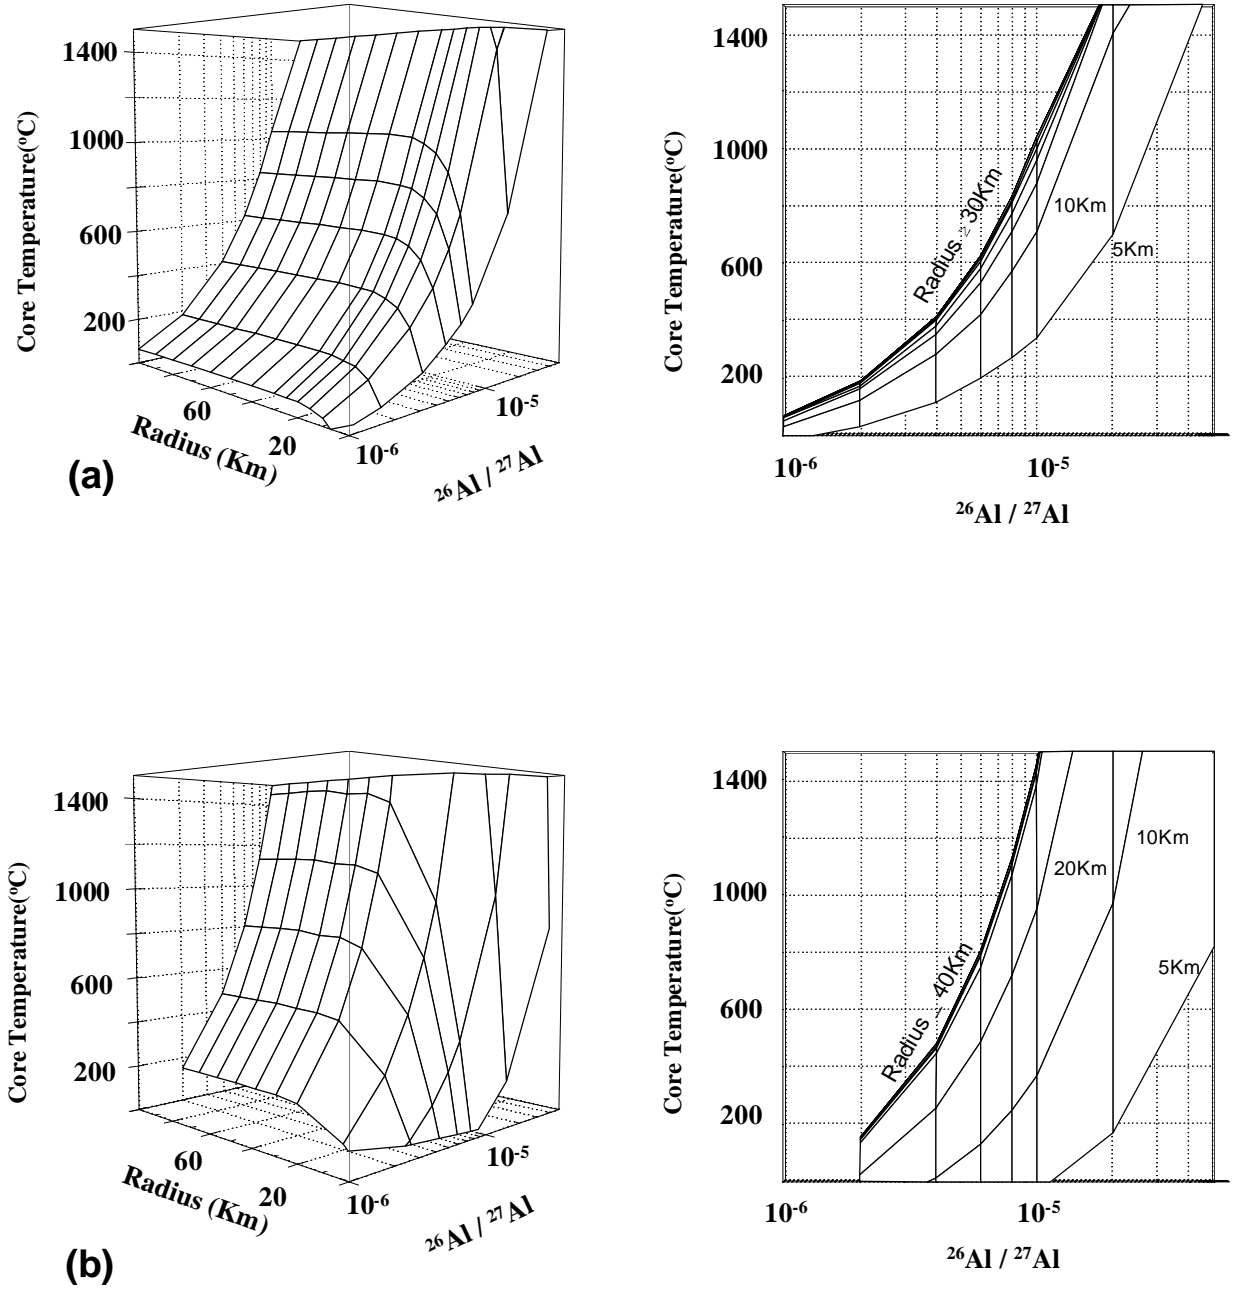 1400
1000
600
200
Core Temperature(ºC)
60
20
Radius (Km)
10-6
10-5
26Al / 27Al
(a)
1400
1000
600
200
Core Temperature(ºC)
Radius ≥ 30Km
10Km
5Km
10-6
10-5
26Al / 27Al
1400
1000
600
200
Core Temperature(ºC)
60
20
Radius (Km)
10-6
10-5
26Al / 27Al
(b)
1400
1000
600
200
Core Temperature(ºC)
Radius 40Km
20Km
10Km
5Km
10-6
10-5
26Al / 27Al